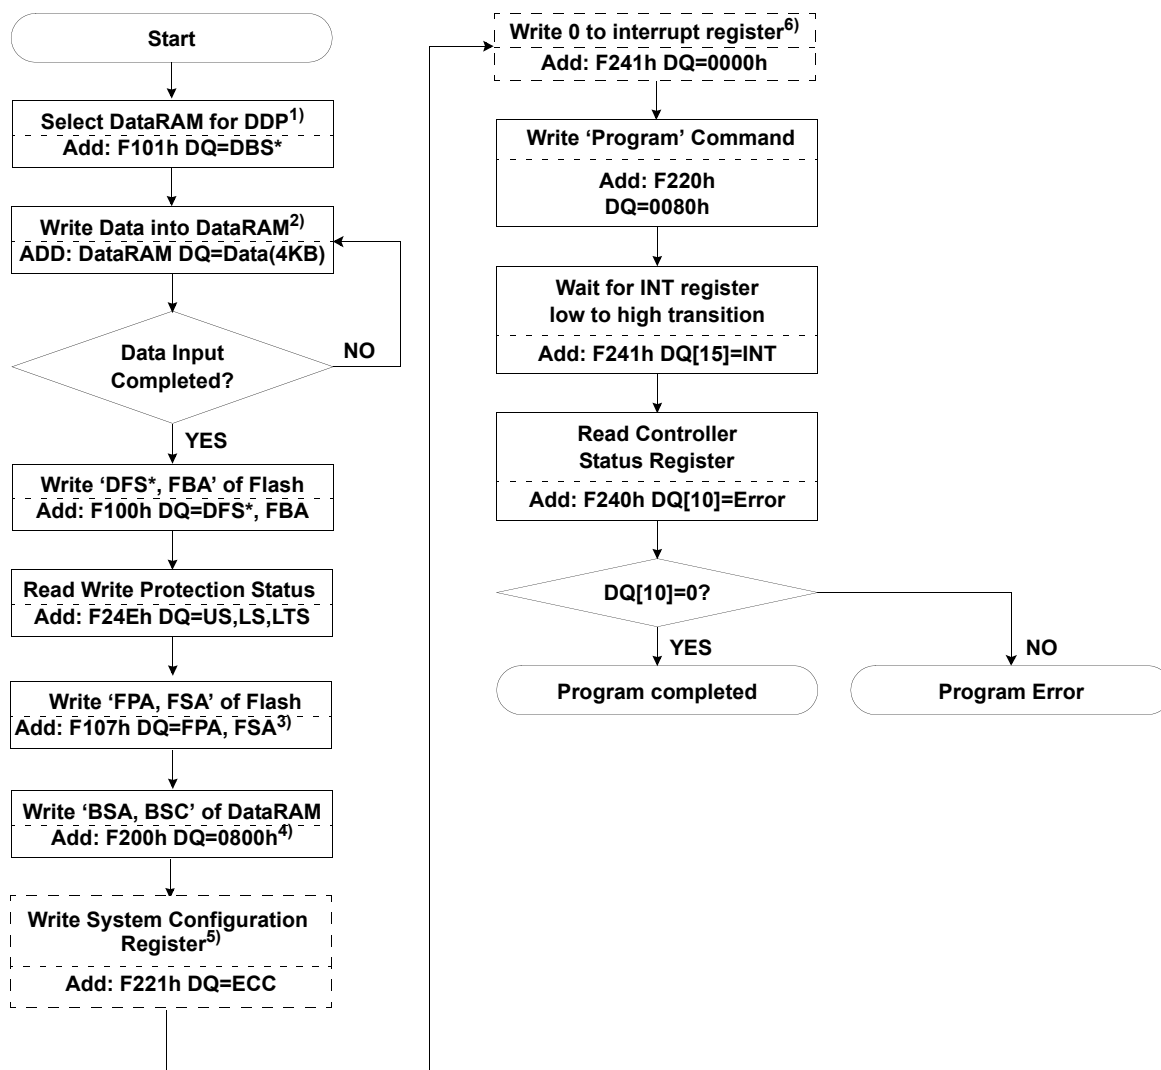 Start
Select DataRAM for DDP1)
Add: F101h DQ=DBS*
Write Data into DataRAM2)
ADD: DataRAM DQ=Data(4KB)
Data Input
Completed?
NO
YES
Write ‘DFS*, FBA’ of Flash
Add: F100h DQ=DFS*, FBA
Read Write Protection Status
Add: F24Eh DQ=US,LS,LTS
Write ‘FPA, FSA’ of Flash
Add: F107h DQ=FPA, FSA3)
Write ‘BSA, BSC’ of DataRAM
Add: F200h DQ=0800h4)
Write System Configuration
Register5)
Add: F221h DQ=ECC
Write 0 to interrupt register6)
Add: F241h DQ=0000h
Write ‘Program’ Command
Add: F220h
DQ=0080h
Wait for INT register
low to high transition
Add: F241h DQ[15]=INT
Read Controller
Status Register
Add: F240h DQ[10]=Error
DQ[10]=0?
YES
NO
Program completed
Program Error